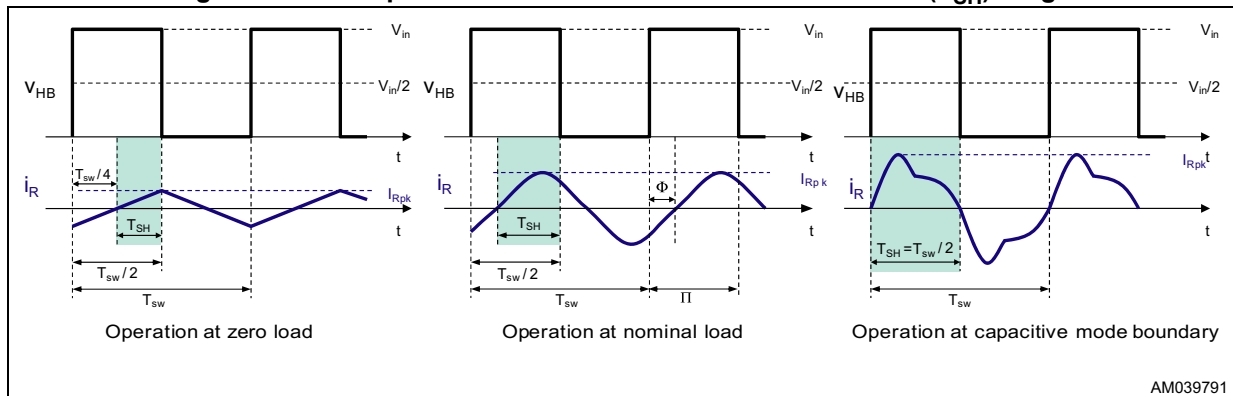 V_HB
V_in
V_in/2
t
i_R
T_sw/4
I_Rpk
t
T_SH
T_sw/2
T_sw
Operation at zero load
V_HB
V_in
V_in/2
t
i_R
Φ
I_Rpk
t
T_SH
T_sw/2
T_sw
Π
Operation at nominal load
V_HB
V_in
V_in/2
t
i_R
I_Rpk
t
T_SH=T_sw/2
T_sw
Operation at capacitive mode boundary
AM039791